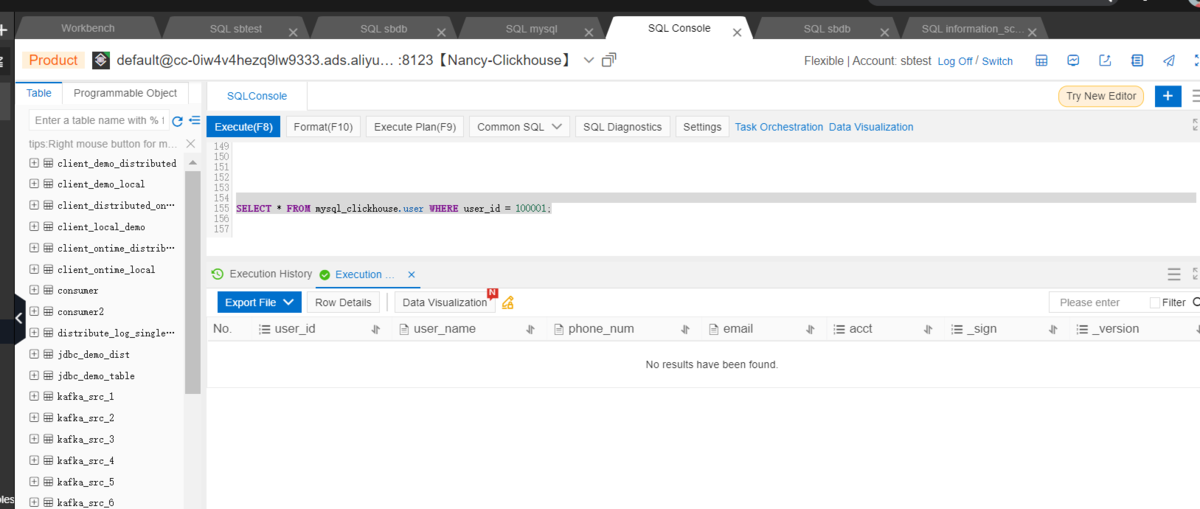 Workbench
SQL sbtest
SQL sbdb
SQL mysql
SQL Console
SQL sbdb
SQL information_sc...
Product default@cc-0iw4v4hezq9lw9333.ads.aliyu... :8123【Nancy-Clickhouse】
Flexible | Account: sbtest Log Off / Switch
Table
Programmable Object
SQLConsole
Try New Editor
Enter a table name with %
Execute(F8)
Format(F10)
Execute Plan(F9)
Common SQL
SQL Diagnostics
Settings
Task Orchestration
Data Visualization
tips:Right mouse button for m...
client_demo_distributed
client_demo_local
client_distributed_on···
client_local_demo
client_ontime_distrib···
client_ontime_local
consumer
consumer2
distribute_log_single···
jdbc_demo_dist
jdbc_demo_table
kafka_src_1
kafka_src_2
kafka_src_3
kafka_src_4
kafka_src_5
kafka_src_6
149
150
151
152
153
154
155 SELECT * FROM mysql_clickhouse.user WHERE user_id = 100001;
156
157
Execution History
Execution ...
Export File
Row Details
Data Visualization
N
Please enter
Filter
No. user_id user_name phone_num email acct _sign _version
No results have been found.